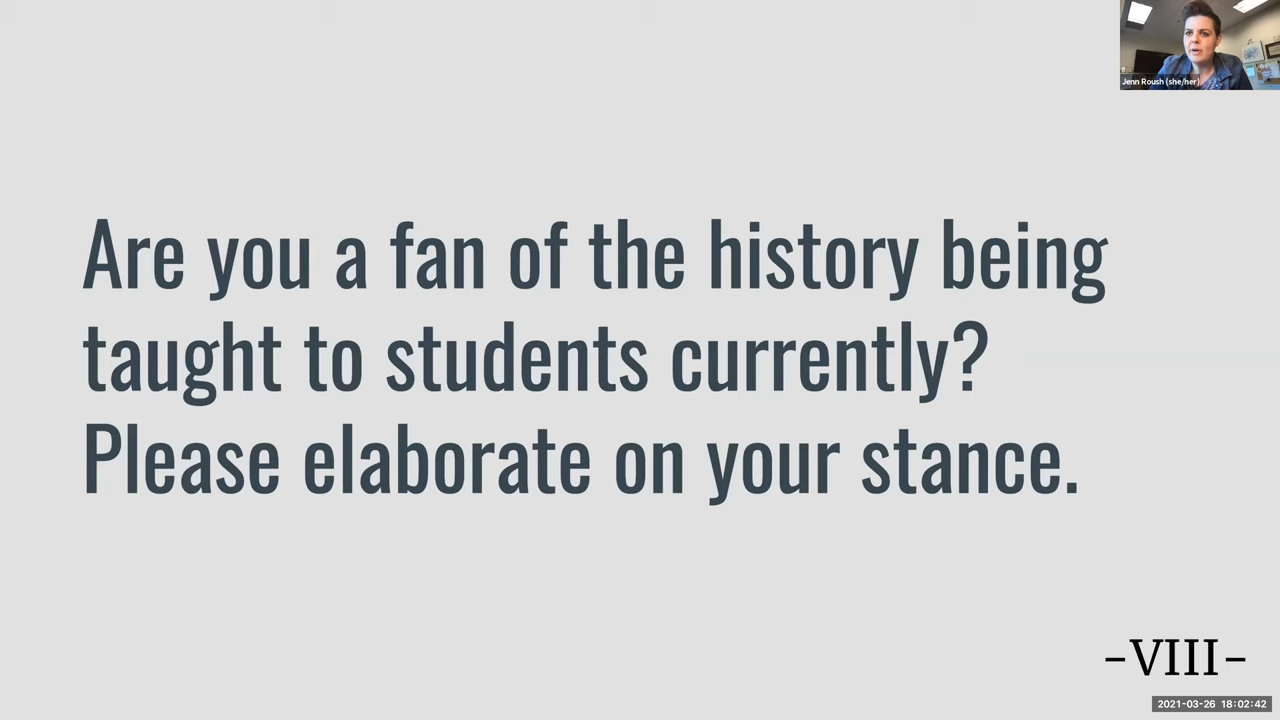 Jenn Roush (she/her)
Are you a fan of the history being
taught to students currently?
Please elaborate on your stance.
-VIII-
2021-03-26 18:02:42